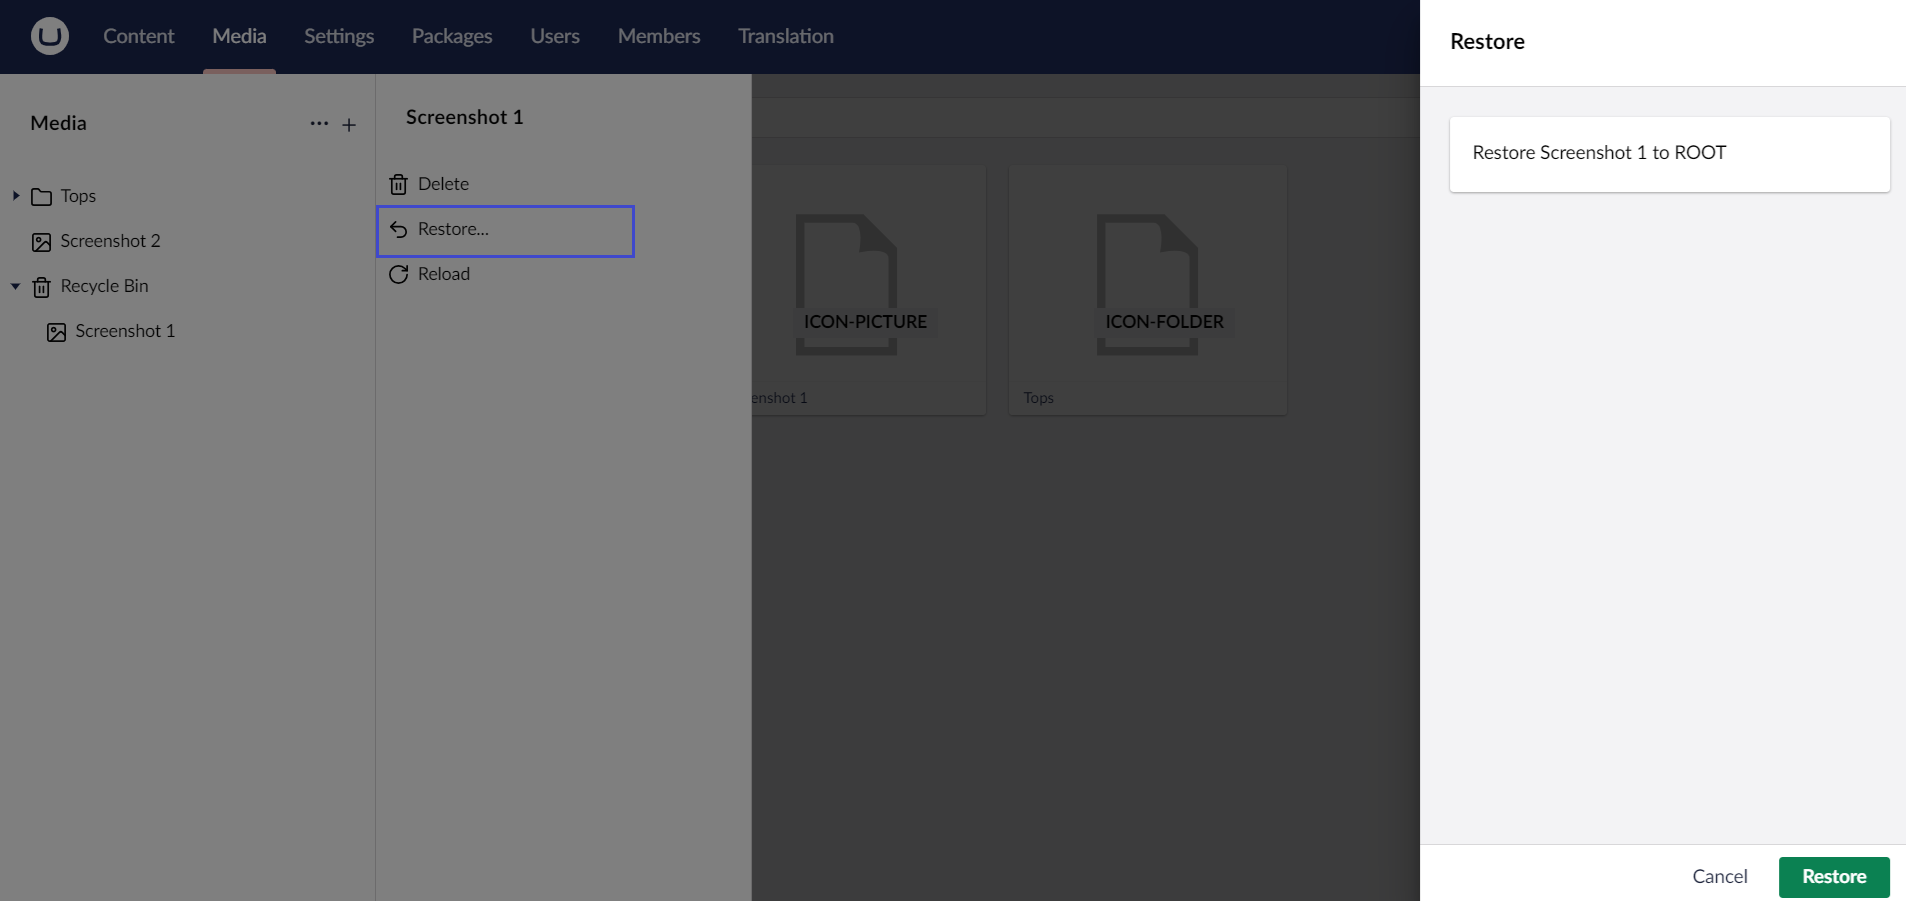 Content Media Settings Packages Users Members Translation
Media
Tops
Screenshot 2
Recycle Bin
Screenshot 1
Screenshot 1
Delete
Restore...
Reload
ICON-PICTURE
enshot 1
ICON-FOLDER
Tops
Restore
Restore Screenshot 1 to ROOT
Cancel Restore